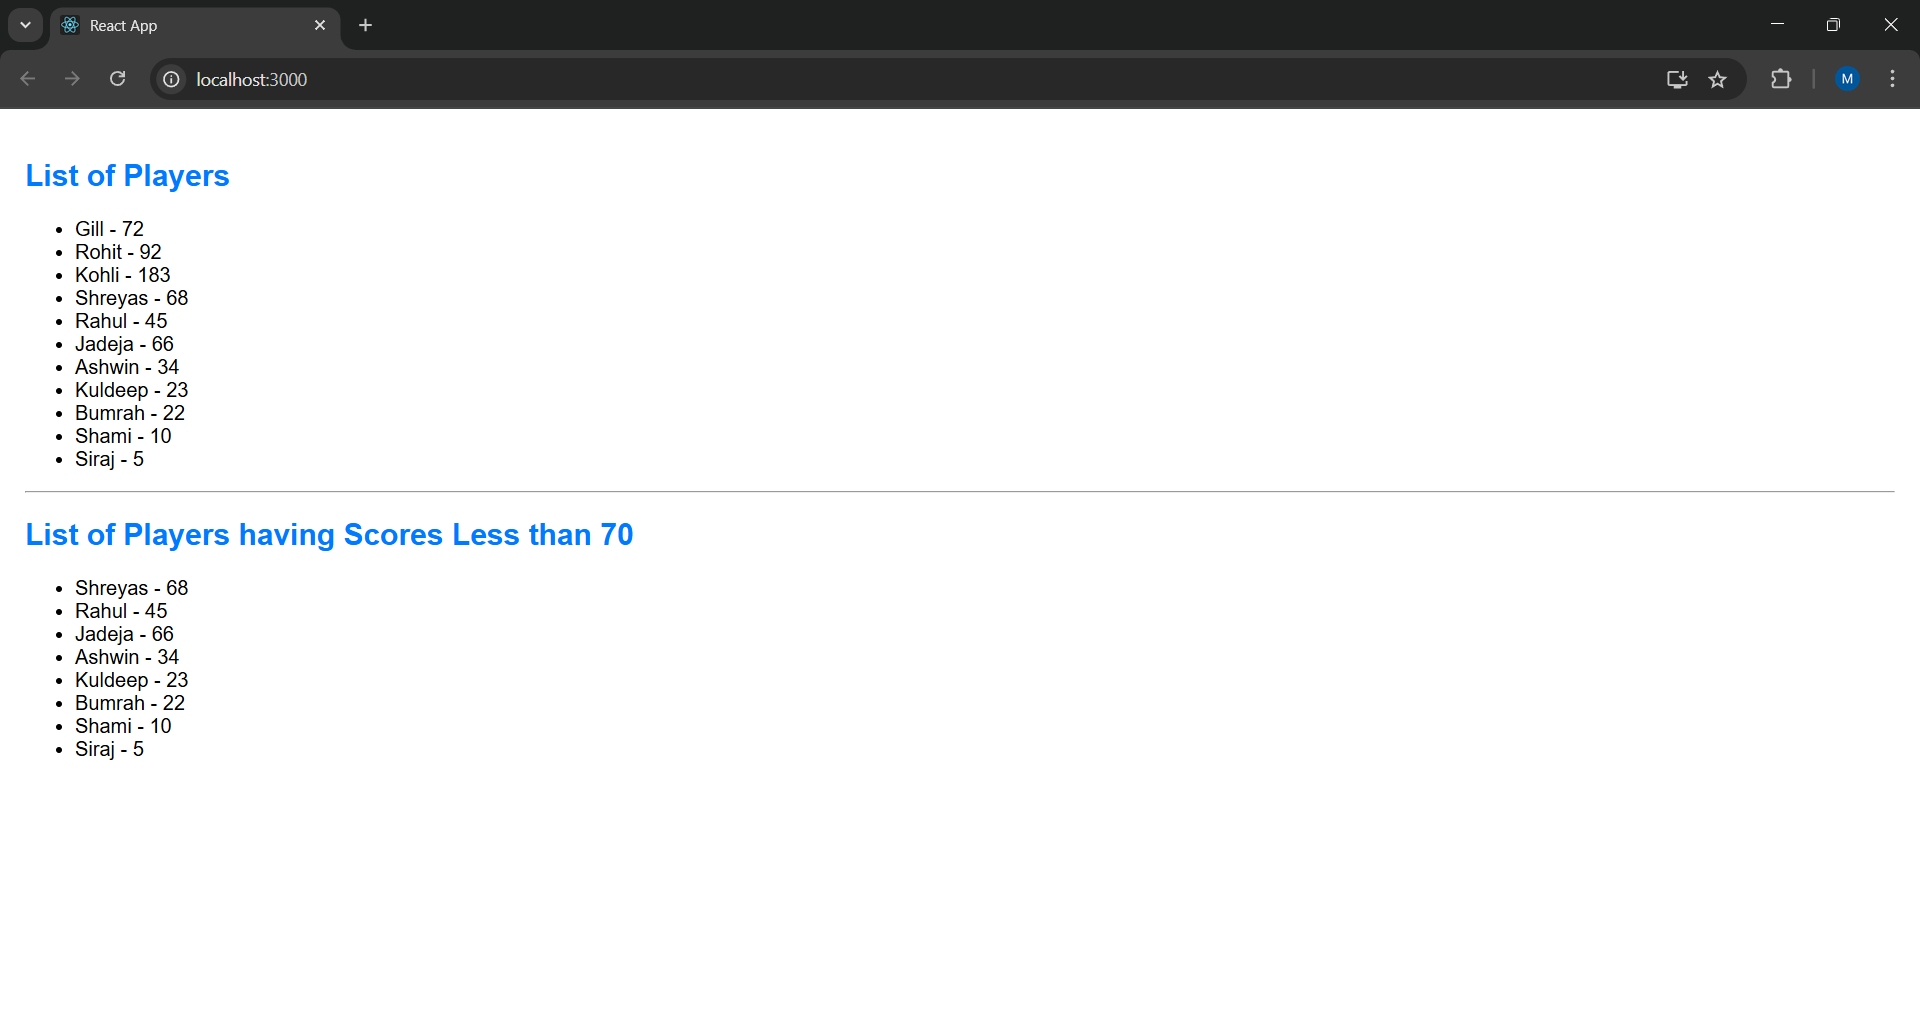 React App
localhost:3000
M
List of Players
• Gill - 72
• Rohit - 92
• Kohli - 183
• Shreyas - 68
• Rahul - 45
• Jadeja - 66
• Ashwin - 34
• Kuldeep - 23
• Bumrah - 22
• Shami - 10
• Siraj - 5
List of Players having Scores Less than 70
• Shreyas - 68
• Rahul - 45
• Jadeja - 66
• Ashwin - 34
• Kuldeep - 23
• Bumrah - 22
• Shami - 10
• Siraj - 5